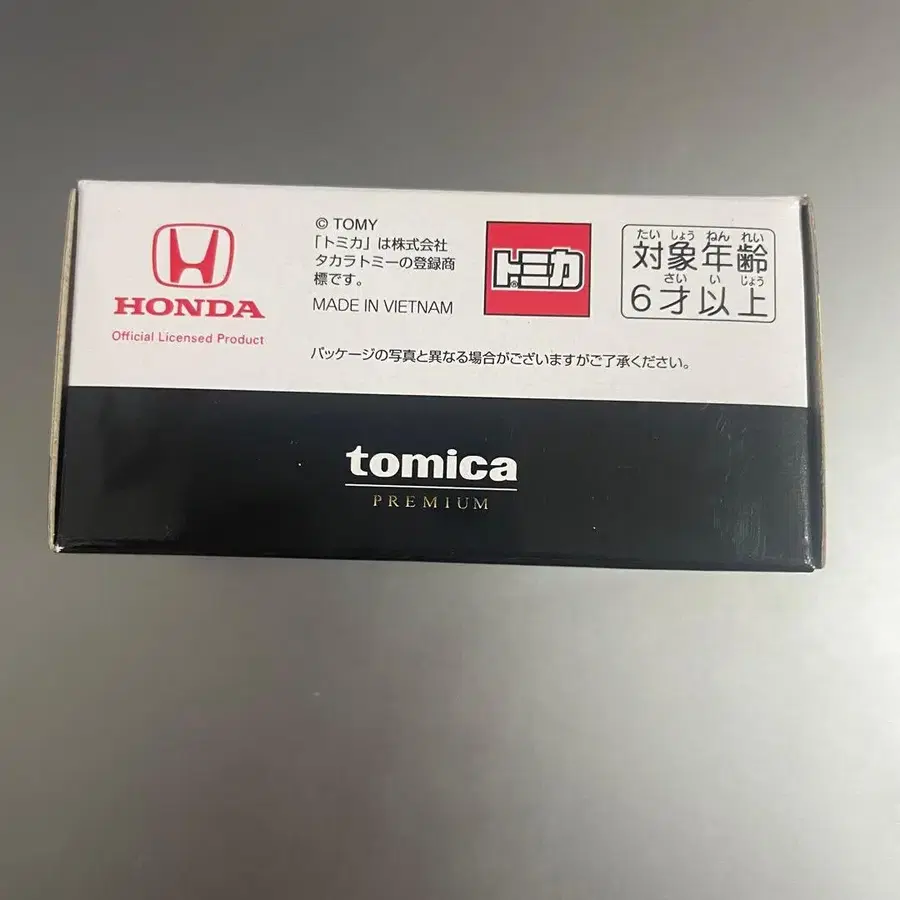 HONDA
Official Licensed Product
© TOMY
「トミカ」は株式会社
タカラトミーの登録商
標です。
MADE IN VIETNAM
トミカ®
たいしょうねんれい
対象年齢
さいいじょう
6才以上
パッケージの写真と異なる場合がございますがご了承ください。
tomica
PREMIUM